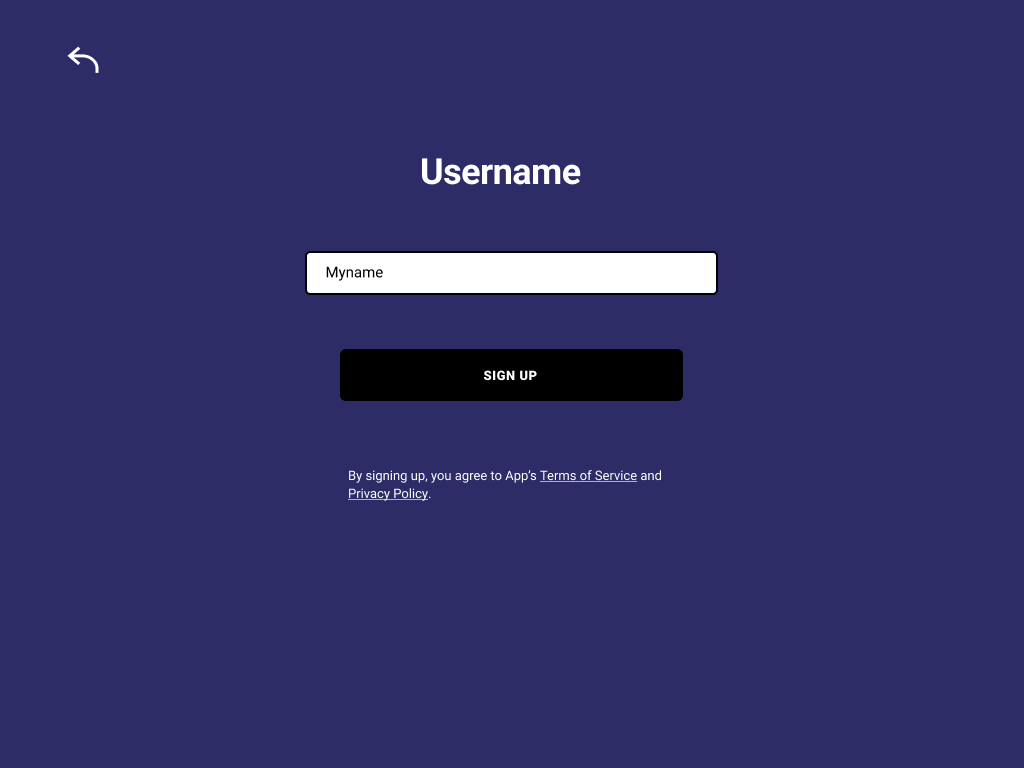 Username
Myname
SIGN UP
By signing up, you agree to App’s Terms of Service and
Privacy Policy.